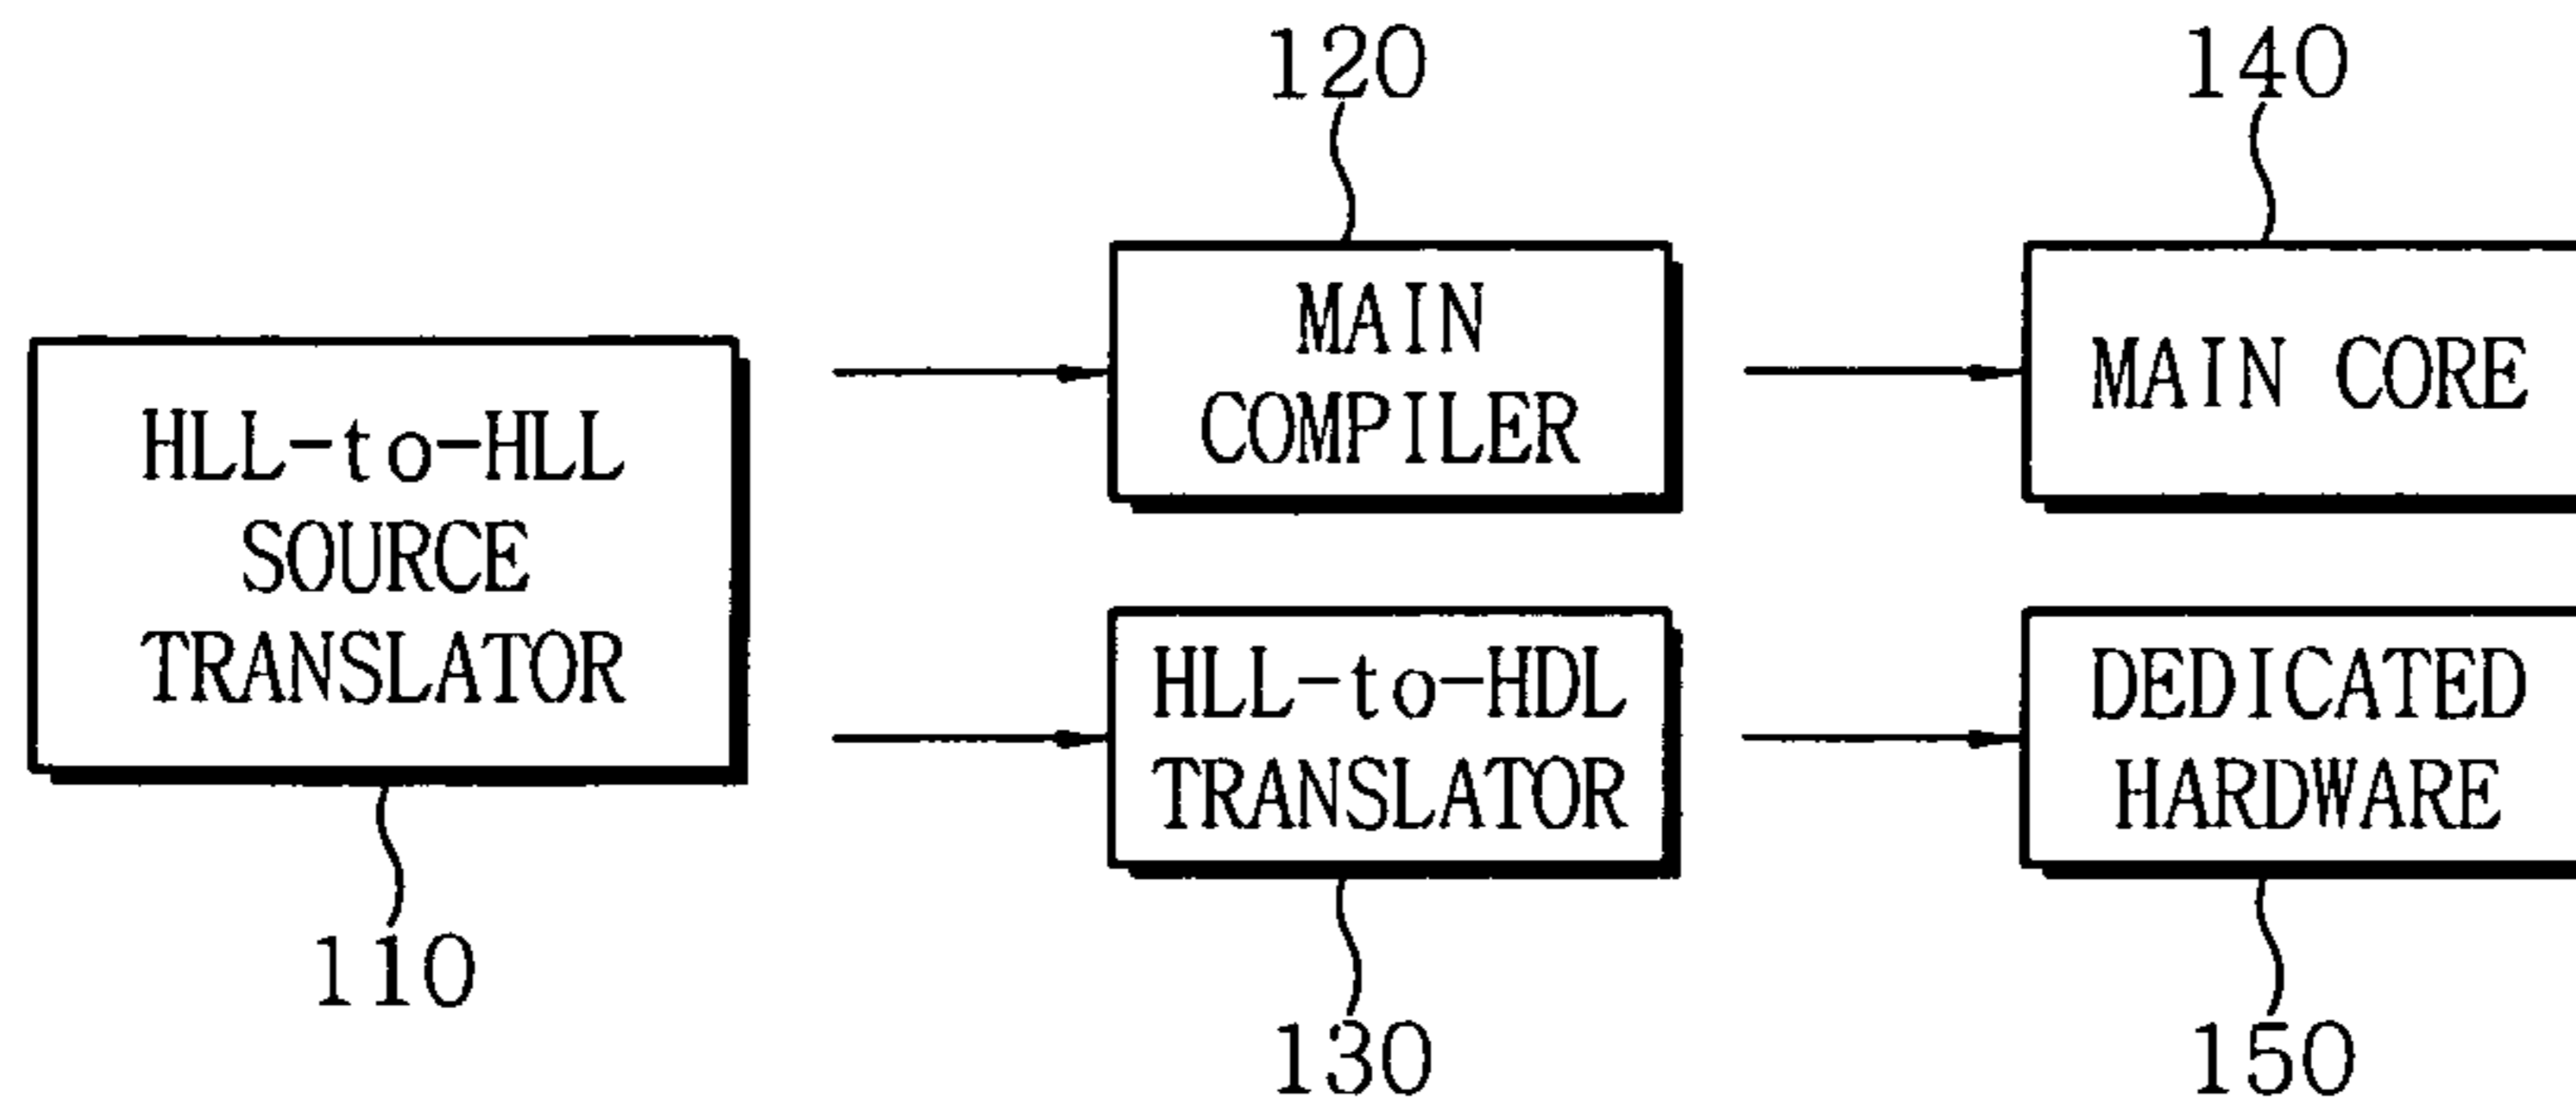 120
140
MAIN
COMPILER
MAIN CORE
HLL-to-HLL
SOURCE
TRANSLATOR
HLL-to-HDL
TRANSLATOR
DEDICATED
HARDWARE
110
130
150